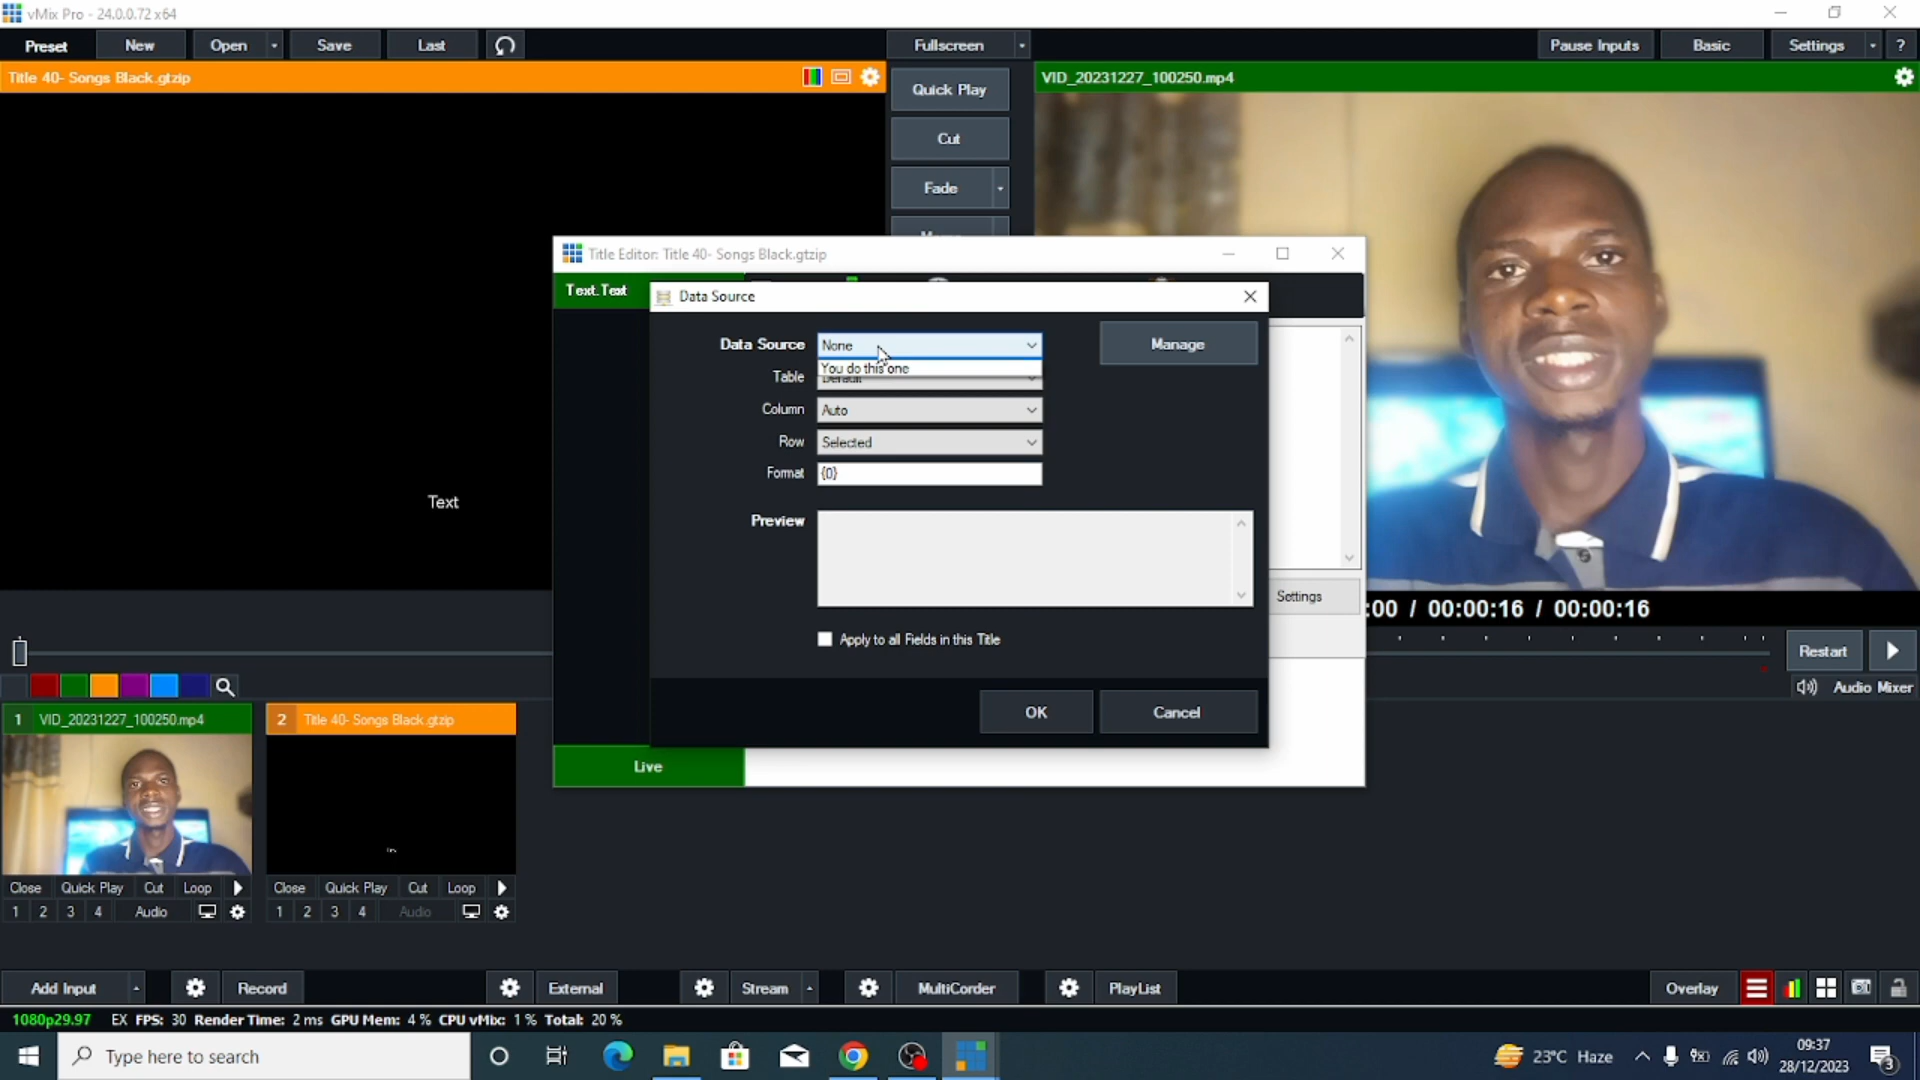 vMix Pro - 24.0.0.72 x64
Preset
New
Open
Save
Last
Fullscreen
Pause Inputs
Basic
Settings
?
Title 40- Songs Black.gtzip
Quick Play
Cut
Fade
VID_20231227_100250.mp4
Text
Title Editor: Title 40- Songs Black.gtzip
Text.Text
Data Source
Data Source
None
You do this one
Manage
Table
Default
Column
Auto
Row
Selected
Format
{0}
Preview
Apply to all Fields in this Title
OK
Cancel
Settings
Live
:00 / 00:00:16 / 00:00:16
Restart
Audio Mixer
1 VID_20231227_100250.mp4
2 Title 40- Songs Black.gtzip
Close Quick Play Cut Loop
1 2 3 4 Audio
Close Quick Play Cut Loop
1 2 3 4 Audio
Add Input
Record
External
Stream
MultiCorder
PlayList
Overlay
1080p29.97 EX FPS: 30 Render Time: 2 ms GPU Mem: 4 % CPU vMix: 1 % Total: 20 %
Type here to search
23°C Haze
09:37
28/12/2023
3